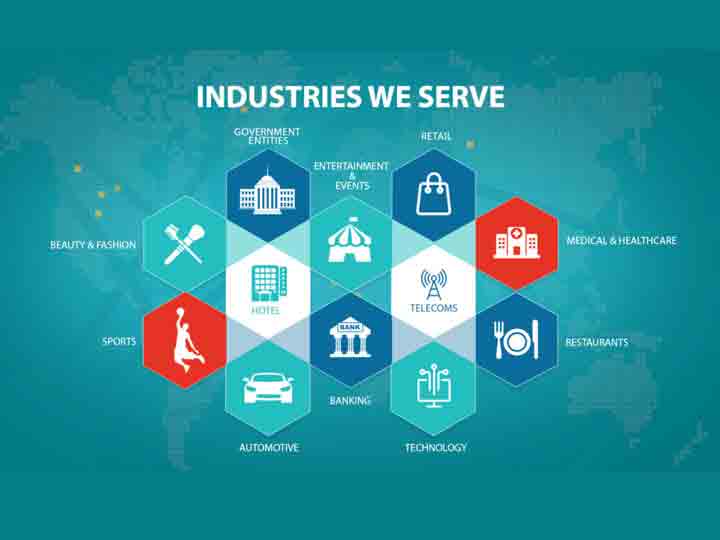 INDUSTRIES WE SERVE
GOVERNMENT
ENTITIES
RETAIL
ENTERTAINMENT
&
EVENTS
BEAUTY & FASHION
MEDICAL & HEALTHCARE
HOTEL
TELECOMS
BANK
SPORTS
RESTAURANTS
BANKING
AUTOMOTIVE
TECHNOLOGY